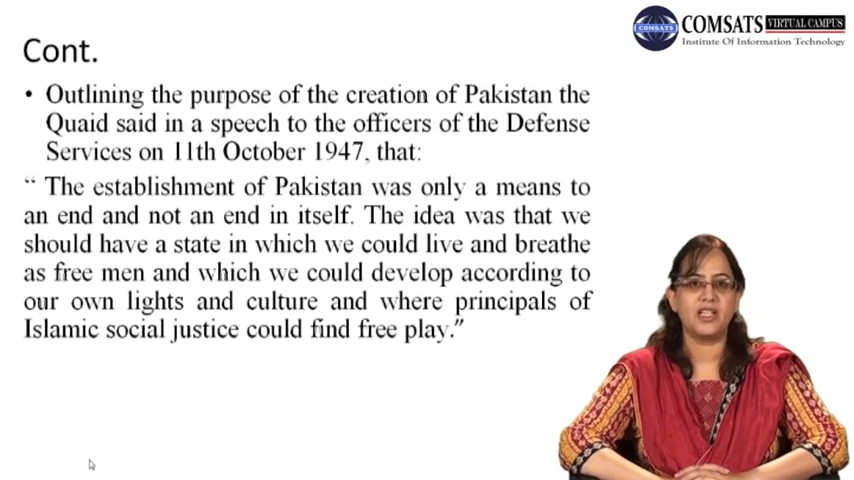 COMSATS VIRTUAL CAMPUS
COMSATS
Institute Of Information Technology
Cont.
• Outlining the purpose of the creation of Pakistan the
Quaid said in a speech to the officers of the Defense
Services on 11th October 1947, that:
“ The establishment of Pakistan was only a means to
an end and not an end in itself. The idea was that we
should have a state in which we could live and breathe
as free men and which we could develop according to
our own lights and culture and where principals of
Islamic social justice could find free play.”